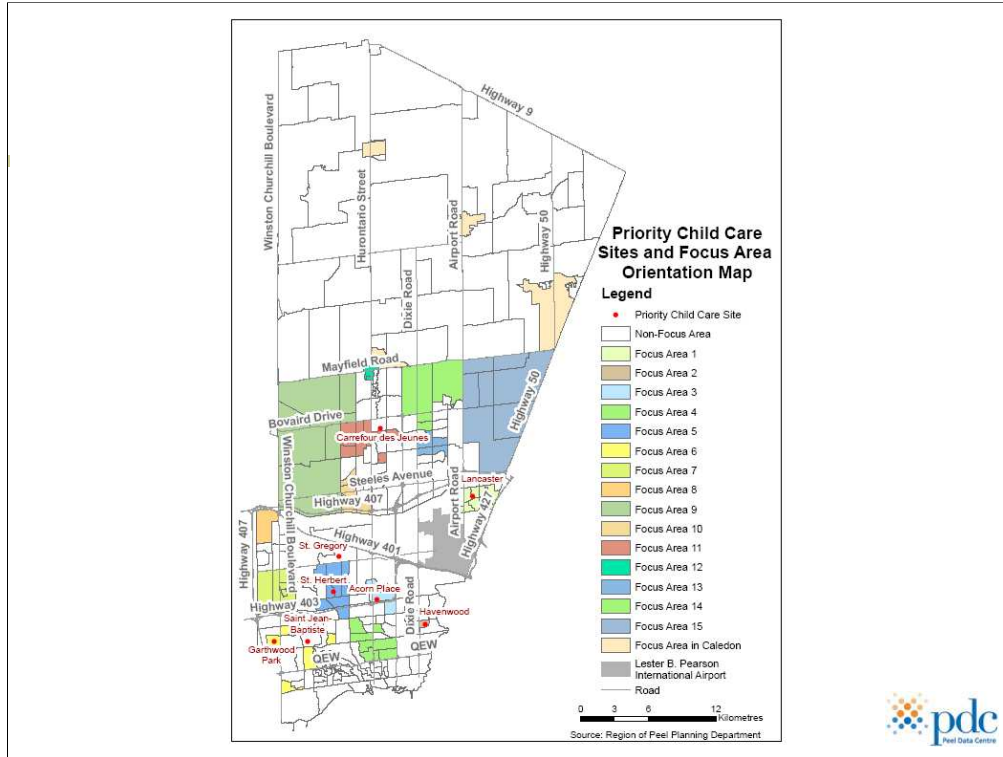 Highway 9
Winston Churchill Boulevard
Hurontario Street
Airport Road
Highway 50
Dixie Road
Priority Child Care
Sites and Focus Area
Orientation Map
Legend
Priority Child Care Site
Non-Focus Area
Focus Area 1
Focus Area 2
Focus Area 3
Focus Area 4
Focus Area 5
Focus Area 6
Focus Area 7
Focus Area 8
Focus Area 9
Focus Area 10
Focus Area 11
Focus Area 12
Focus Area 13
Focus Area 14
Focus Area 15
Focus Area in Caledon
Lester B. Pearson
International Airport
Road
Mayfield Road
Highway 50
Bovaird Drive
Carrefour des Jeunes
Winston Churchill Boulevard
Steeles Avenue
Lancaster
Highway 407
Airport Road
Highway 427
Highway 407
Highway 401
St. Gregory
St. Herbert
Acorn Place
Dixie Road
Highway 403
Saint Jean-
Baptiste
Havenwood
Garthwood
Park
QEW
QEW
0 3 6 12
Kilometres
Source: Region of Peel Planning Department
pdc
Peel Data Centre